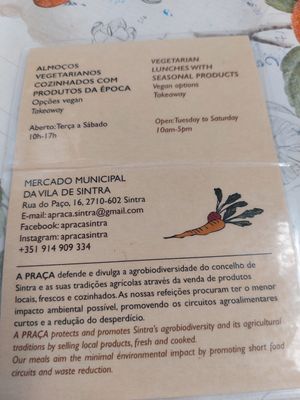 ALMOÇOS
VEGETARIANOS
COZINHADOS COM
PRODUTOS DA ÉPOCA
Opções vegan
Takeaway
Aberto: Terça a Sábado
10h-17h
VEGETARIAN
LUNCHES WITH
SEASONAL PRODUCTS
Vegan options
Takeaway
Open: Tuesday to Saturday
10am-5pm
MERCADO MUNICIPAL
DA VILA DE SINTRA
Rua do Paço, 16, 2710-602 Sintra
E-mail: apraca.sintra@gmail.com
Facebook: apracasintra
Instagram: apracasintra
+351 914 909 334
A PRAÇA defende e divulga a agrobiodiversidade do concelho de
Sintra e as suas tradições agrícolas através da venda de produtos
locais, frescos e cozinhados. As nossas refeições procuram ter o menor
impacto ambiental possível, promovendo os circuitos agroalimentares
curtos e a redução do desperdício.
A PRAÇA protects and promotes Sintra's agrobiodiversity and its agricultural
traditions by selling local products, fresh and cooked.
Our meals aim the minimal environmental impact by promoting short food
circuits and waste reduction.